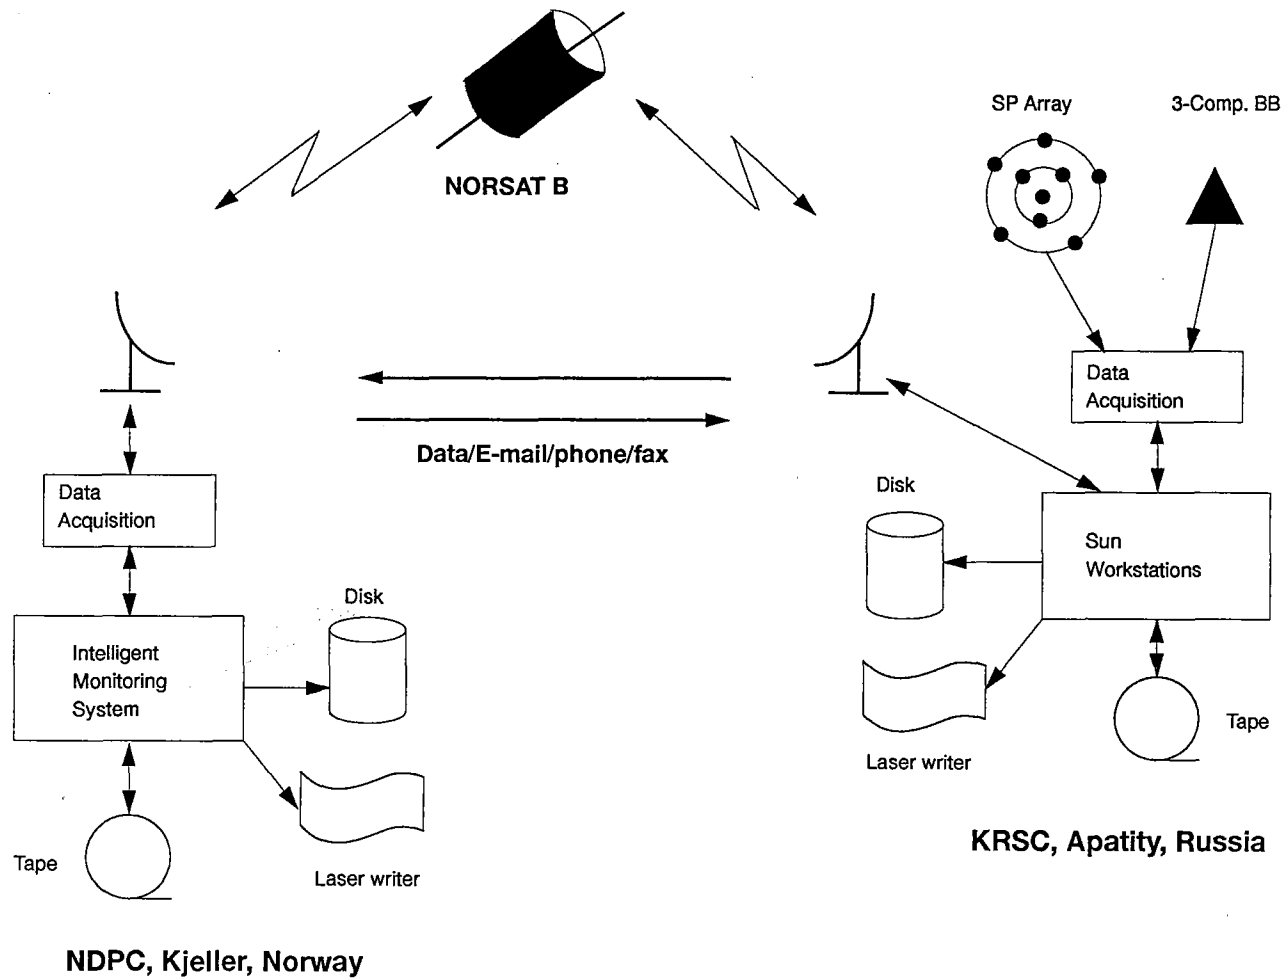 SP Array
3-Comp. BB
NORSAT B
Data
Acquisition
Data/E-mail/phone/fax
Data
Acquisition
Disk
Sun
Workstations
Disk
Intelligent
Monitoring
System
Tape
Laser writer
KRSC, Apatity, Russia
Tape
Laser writer
NDPC, Kjeller, Norway